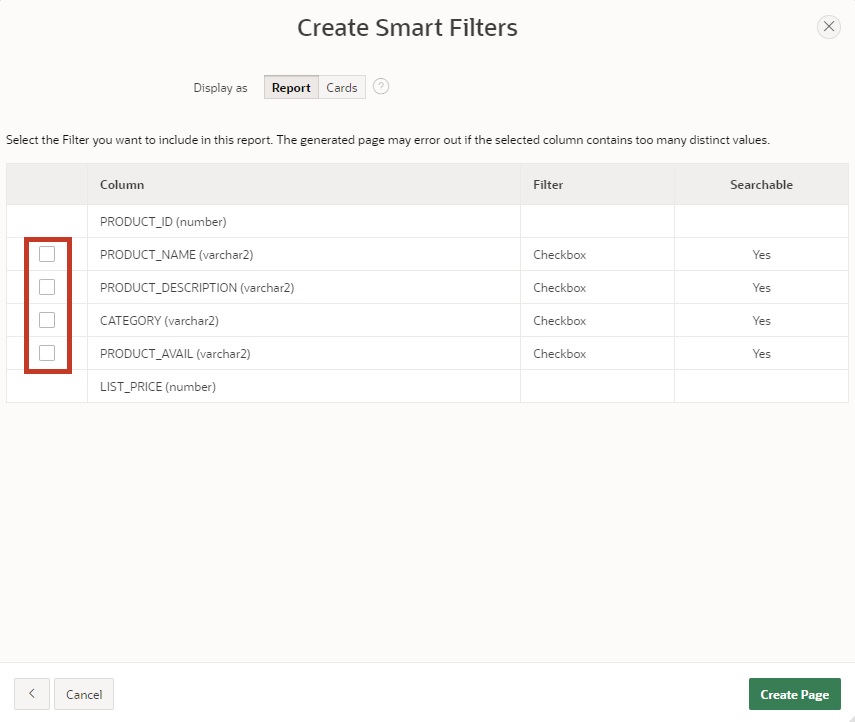 Create Smart Filters
Display as Report Cards ?
Select the Filter you want to include in this report. The generated page may error out if the selected column contains too many distinct values.
Column Filter Searchable
PRODUCT_ID (number)
PRODUCT_NAME (varchar2) Checkbox Yes
PRODUCT_DESCRIPTION (varchar2) Checkbox Yes
CATEGORY (varchar2) Checkbox Yes
PRODUCT_AVAIL (varchar2) Checkbox Yes
LIST_PRICE (number)
Cancel Create Page